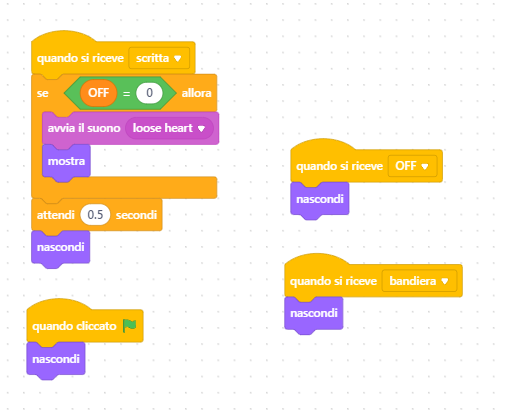 quando si riceve scritta
se OFF = 0 allora
avvia il suono loose heart
mostra
attendi 0.5 secondi
nascondi
quando cliccato
nascondi
quando si riceve OFF
nascondi
quando si riceve bandiera
nascondi